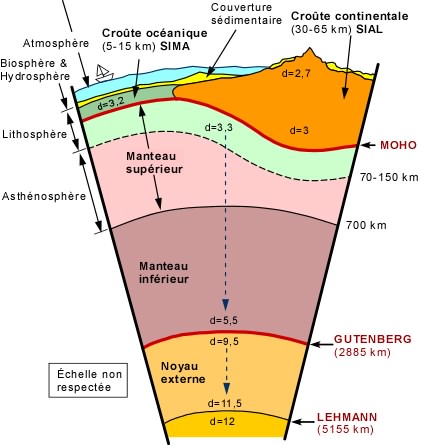 Couverture
sédimentaire
Croûte océanique
(5-15 km) SIMA
Croûte continentale
(30-65 km) SIAL
Atmosphère
Biosphère &
Hydrosphère
d=2,7
d=3,2
Lithosphère
d=3,3
d=3
MOHO
Manteau
supérieur
70-150 km
Asthénosphère
700 km
Manteau
inférieur
d=5,5
GUTENBERG
(2885 km)
d=9,5
Noyau
externe
Échelle non
respectée
d=11,5
LEHMANN
(5155 km)
d=12